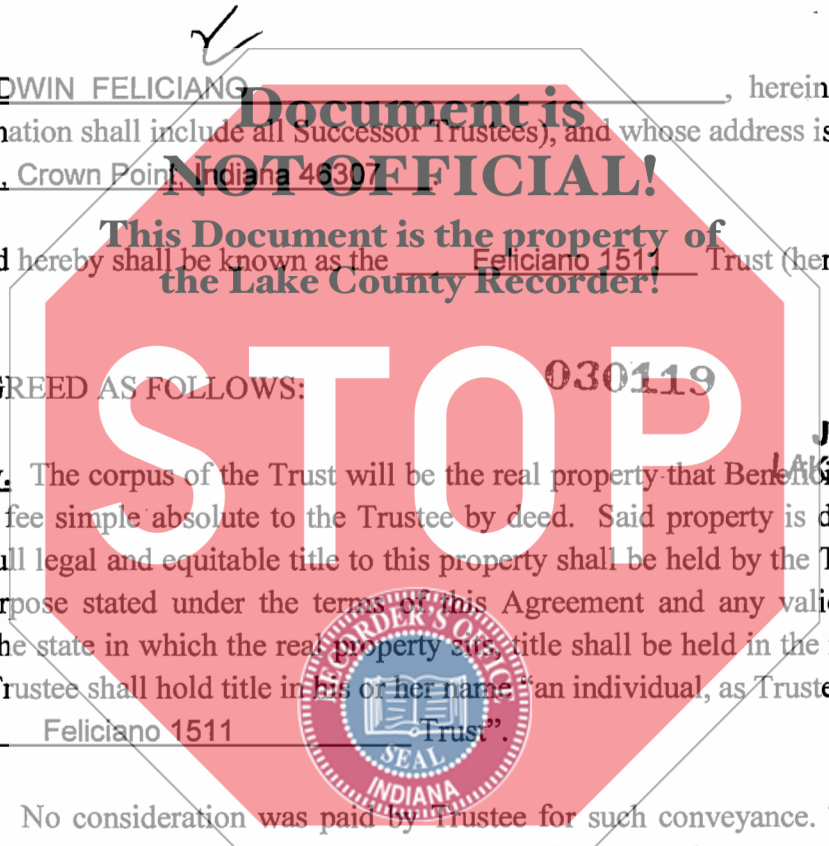 DWIN FELICIANO, herein
Document is
nation shall include all Successor Trustees), and whose address is
, Crown Point, Indiana 46307.
NOT OFFICIAL!
This Document is the property of
d hereby shall be known as the Feliciano 1511 Trust (her
the Lake County Recorder!
STOP
GREED AS FOLLOWS:
030119
J
LAK
y. The corpus of the Trust will be the real property that Benefici
fee simple absolute to the Trustee by deed. Said property is d
ull legal and equitable title to this property shall be held by the T
rpose stated under the terms of this Agreement and any valid
he state in which the real property sits, title shall be held in the
Trustee shall hold title in his or her name "an individual, as Truste
Feliciano 1511 Trust".
RECORDER'S OFFICE
SEAL
INDIANA
No consideration was paid by Trustee for such conveyance.